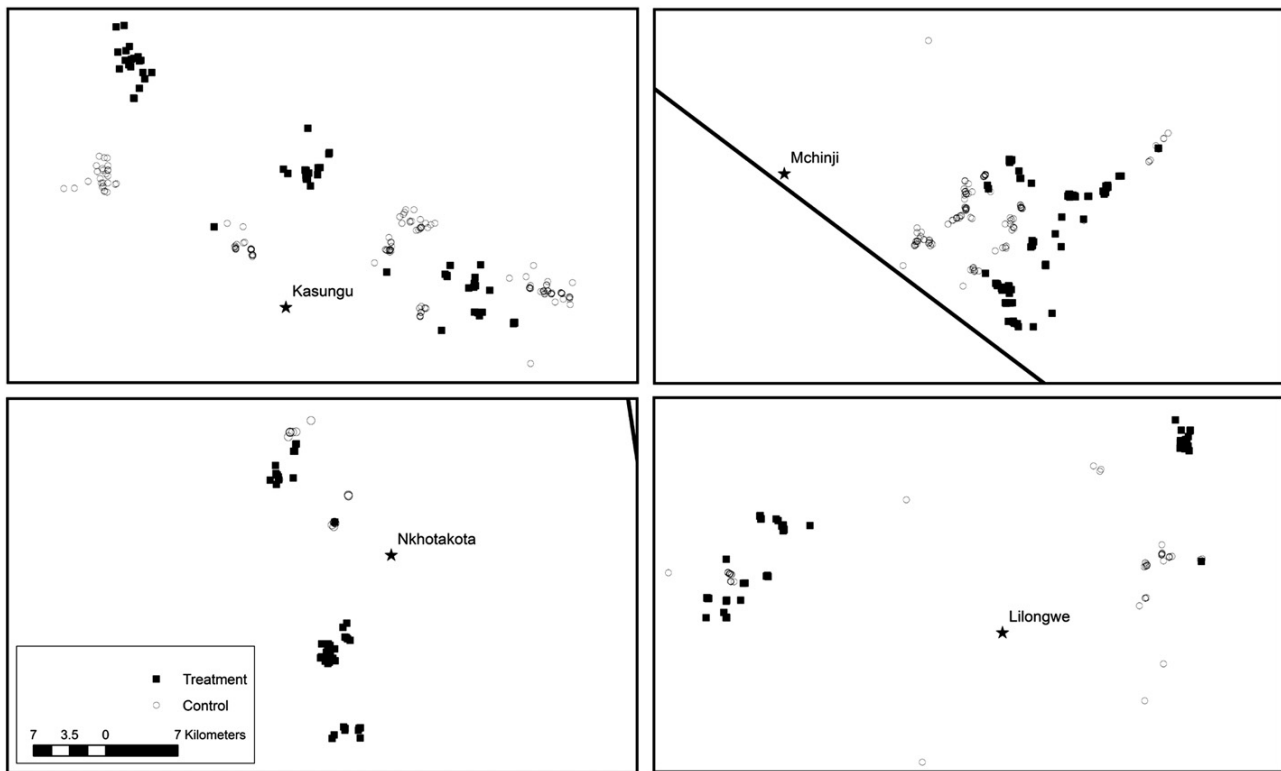 Kasungu
Mchinji
Nkhotakota
Lilongwe
Treatment
Control
7 3.5 0 7 Kilometers